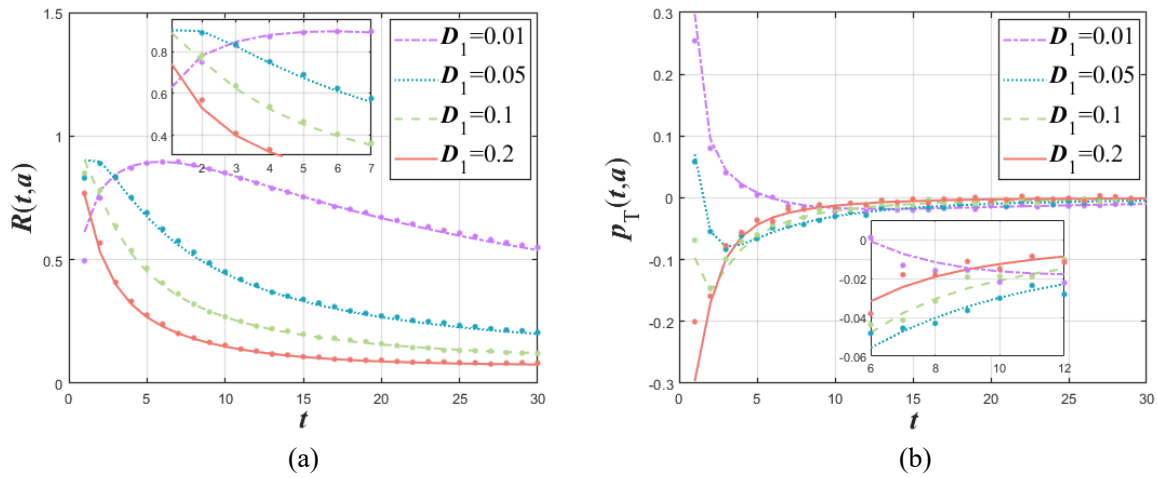 R(t,a)
1.5
1
0.5
0
0.8
0.6
0.4
2 3 4 5 6 7
D1=0.01
D1=0.05
D1=0.1
D1=0.2
0 5 10 15 20 25 30
t
(a)
pT(t,a)
0.3
0.2
0.1
0
-0.1
-0.2
-0.3
D1=0.01
D1=0.05
D1=0.1
D1=0.2
0
-0.02
-0.04
-0.06
6 8 10 12
0 5 10 15 20 25 30
t
(b)